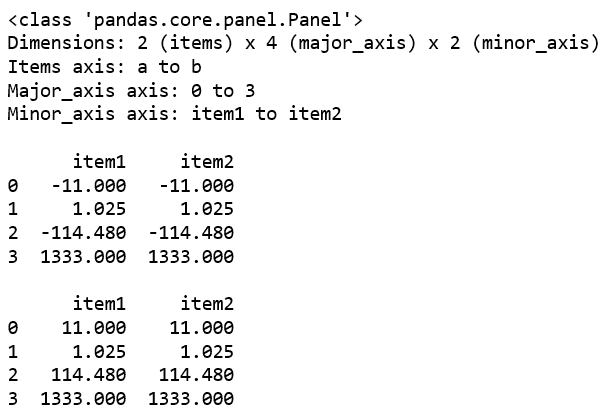 <class 'pandas.core.panel.Panel'>
Dimensions: 2 (items) x 4 (major_axis) x 2 (minor_axis)
Items axis: a to b
Major_axis axis: 0 to 3
Minor_axis axis: item1 to item2

      item1     item2
0   -11.000   -11.000
1     1.025     1.025
2  -114.480  -114.480
3  1333.000  1333.000

      item1     item2
0    11.000    11.000
1     1.025     1.025
2   114.480   114.480
3  1333.000  1333.000